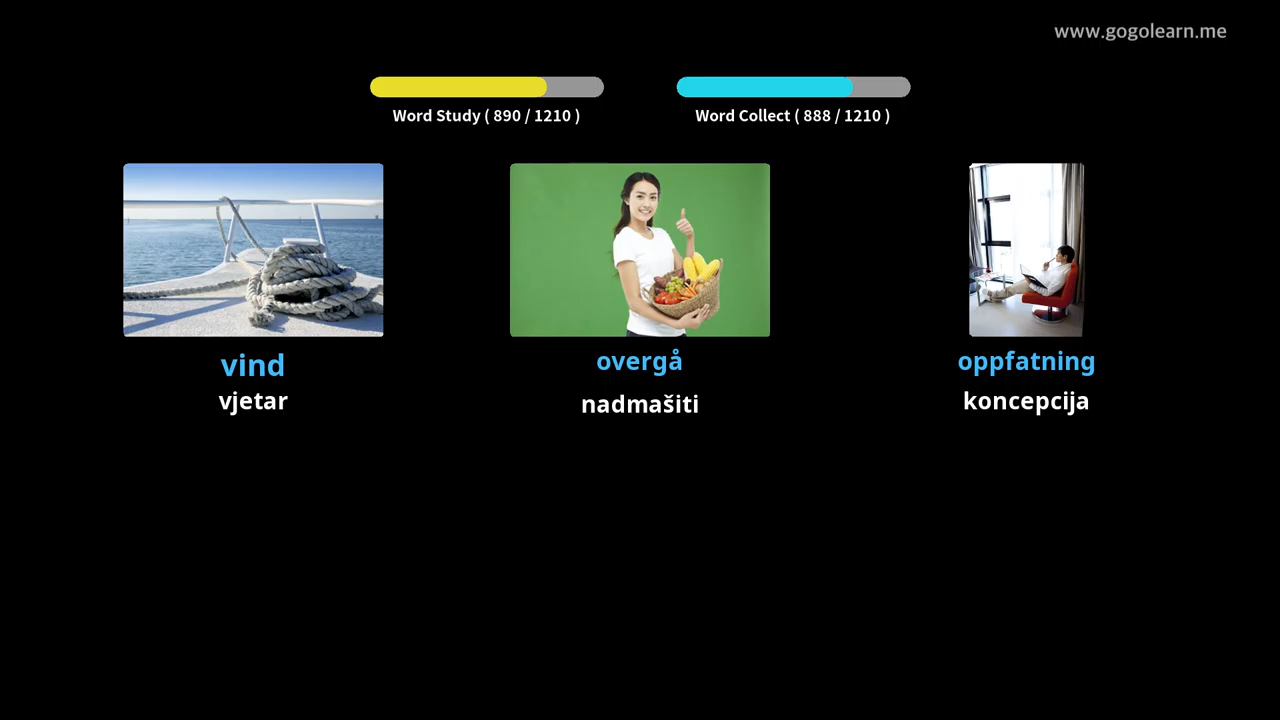 www.gogolearn.me
Word Study ( 890 / 1210 )
Word Collect ( 888 / 1210 )
vind
vjetar
overgå
nadmašiti
oppfatning
koncepcija